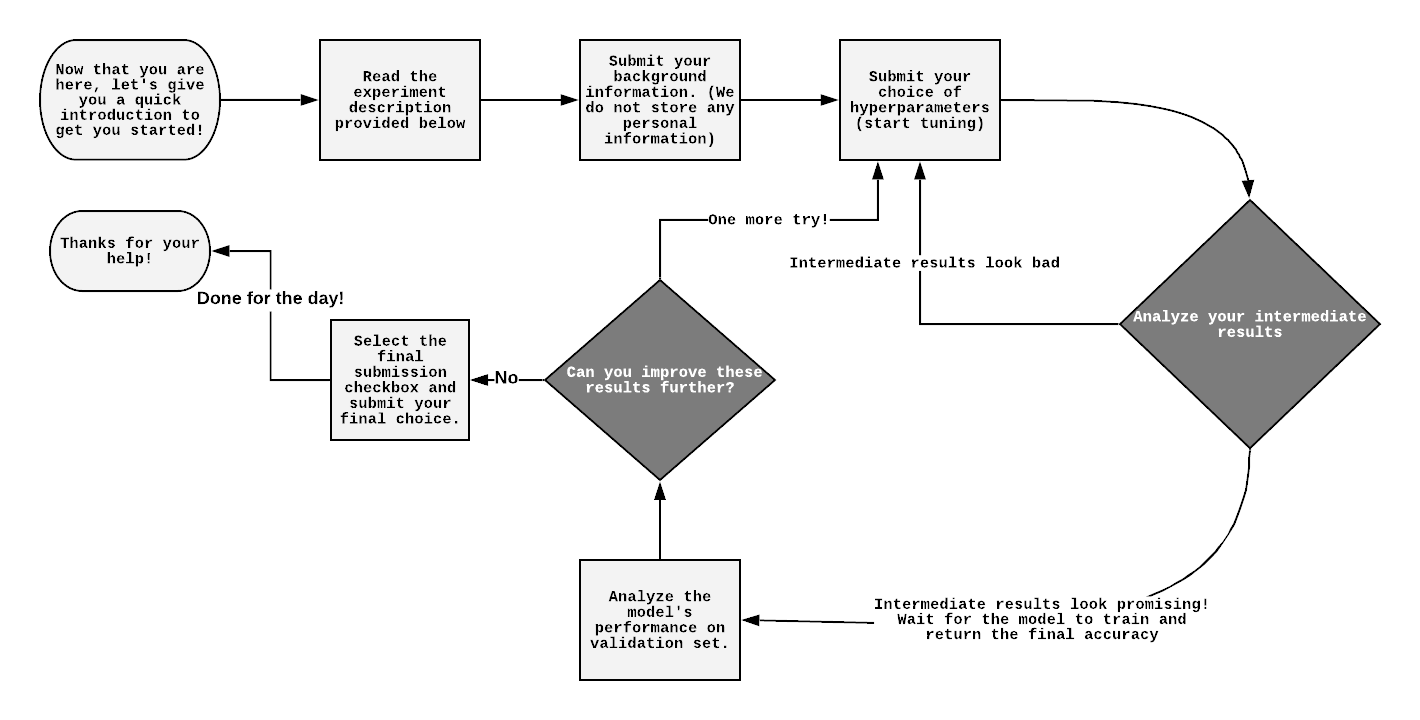 Now that you are
here, let's give
you a quick
introduction to
get you started!
Read the
experiment
description
provided below
Submit your
background
information. (We
do not store any
personal
information)
Submit your
choice of
hyperparameters
(start tuning)
One more try!
Intermediate results look bad
Analyze your intermediate
results
Thanks for your
help!
Done for the day!
Select the
final
submission
checkbox and
submit your
final choice.
No
Can you improve these
results further?
Analyze the
model's
performance on
validation set.
Intermediate results look promising!
Wait for the model to train and
return the final accuracy